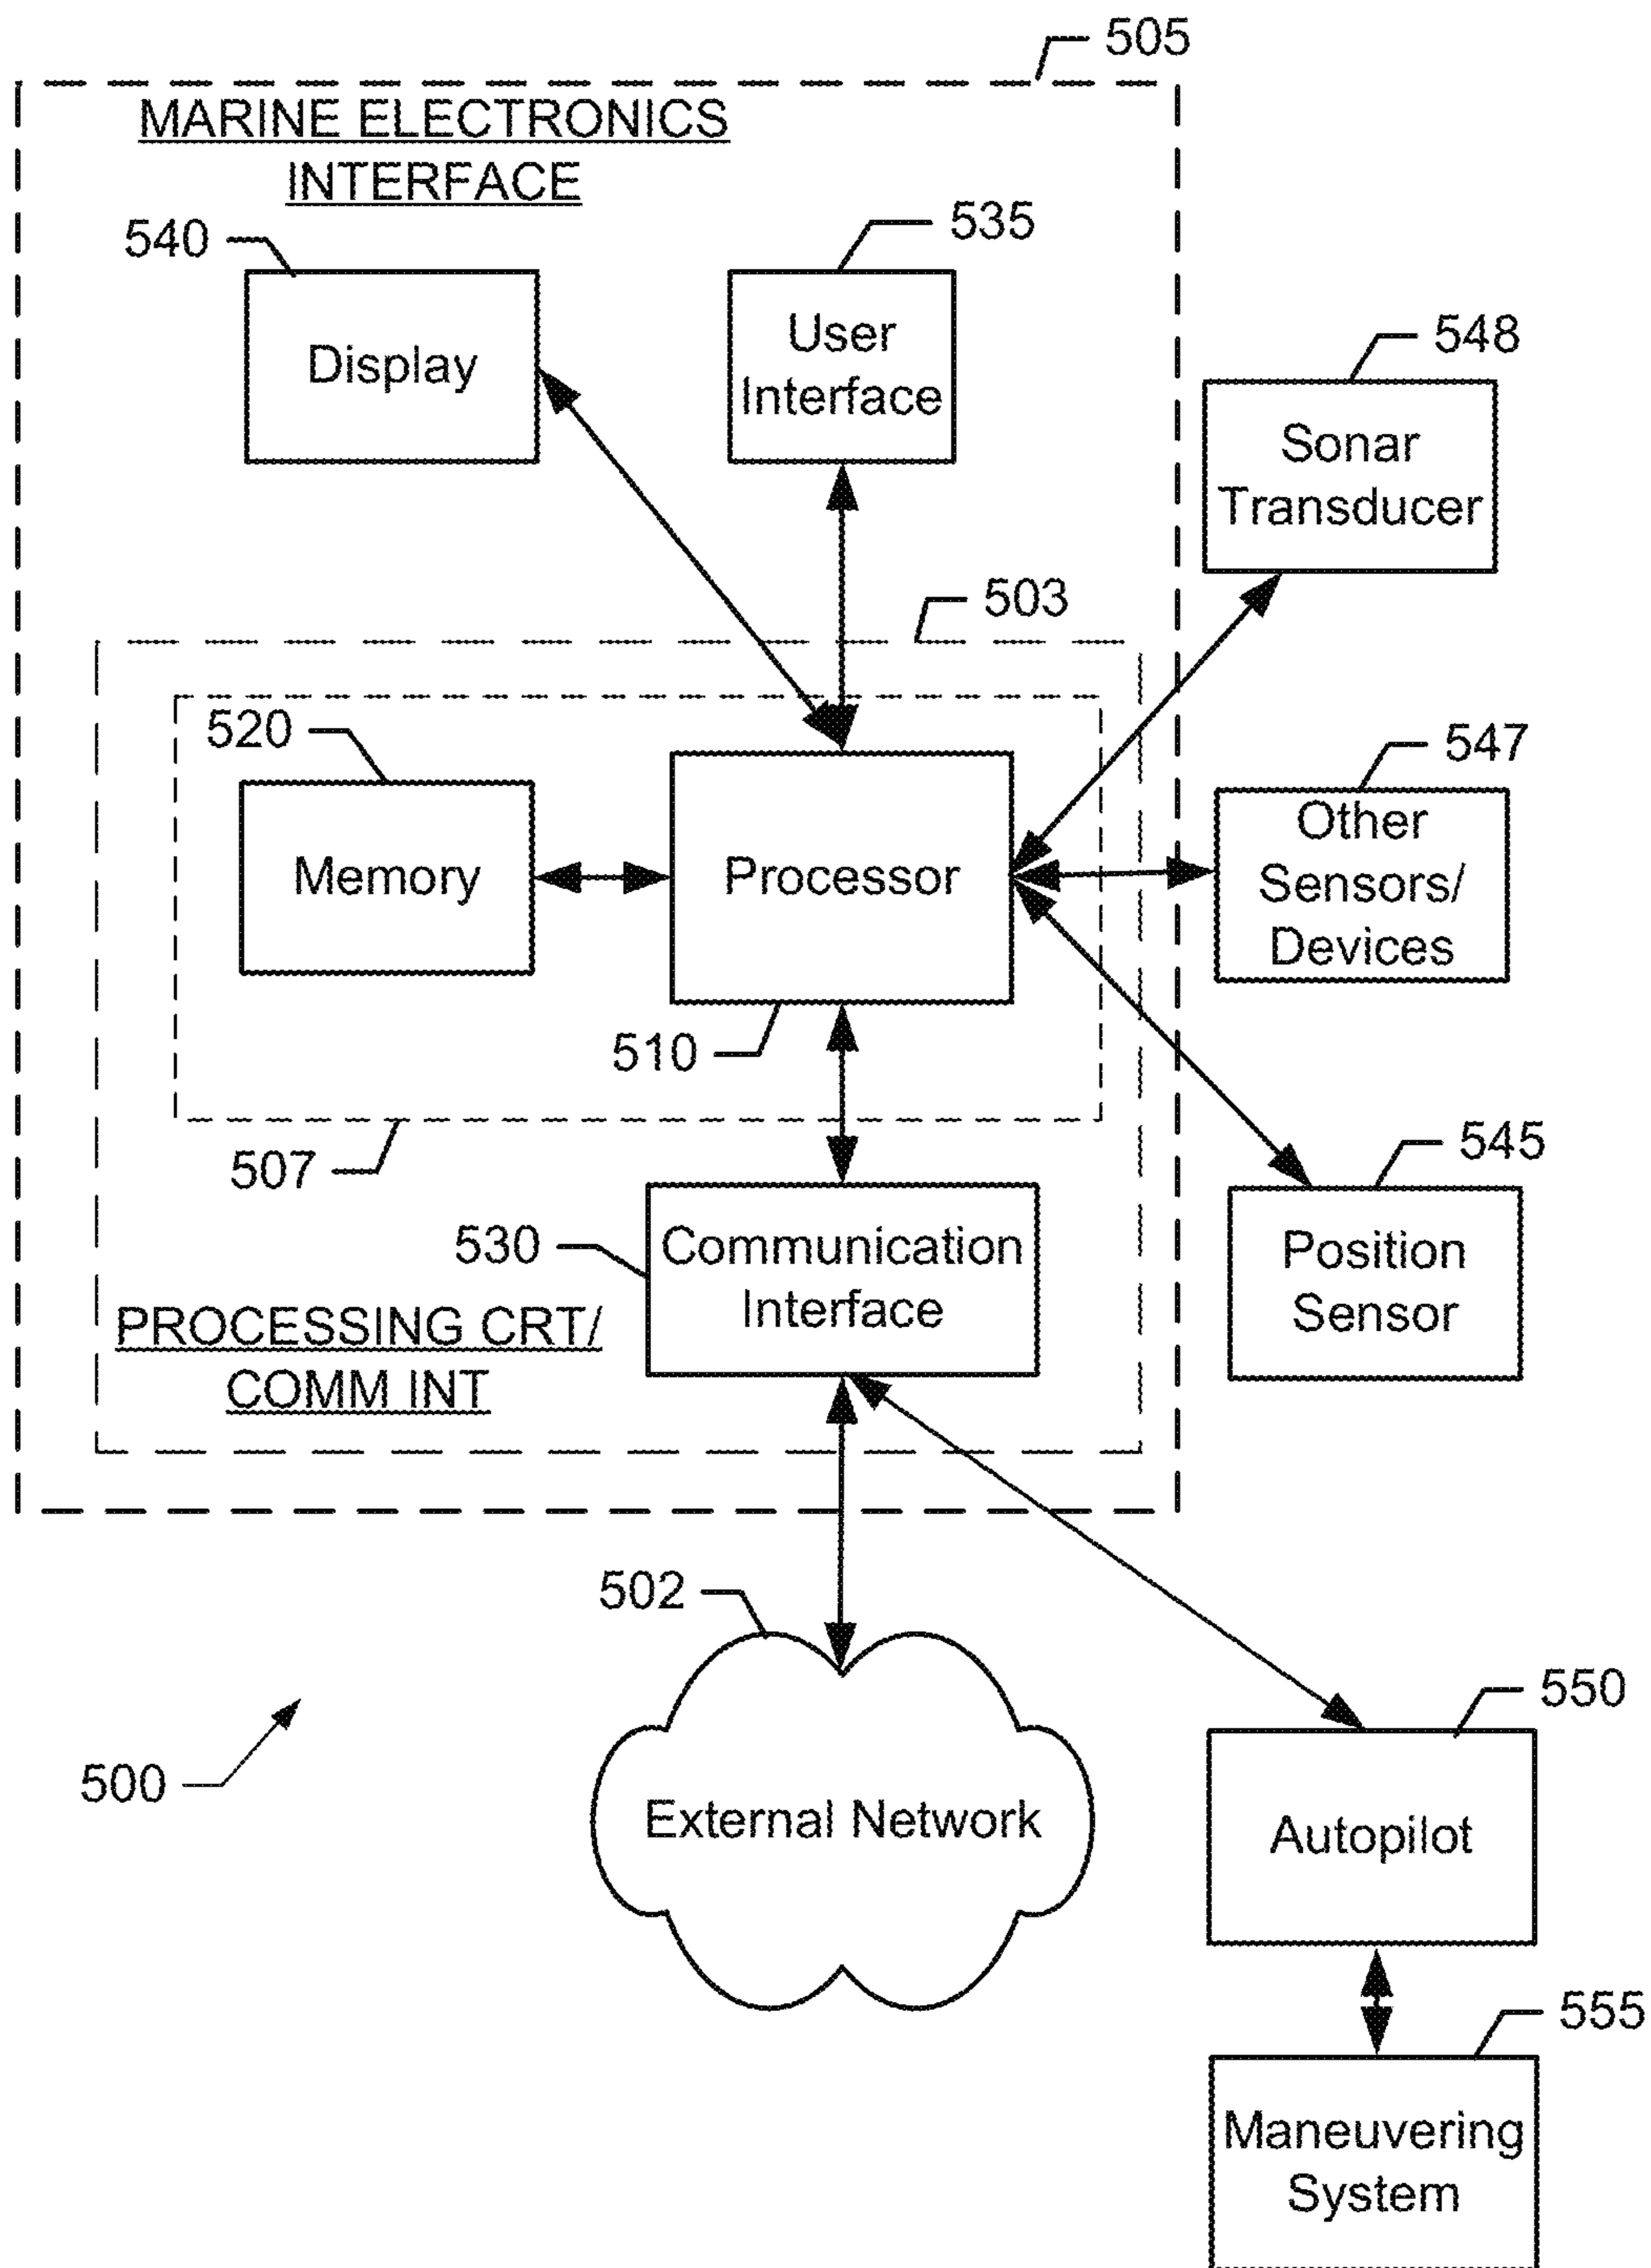 505
MARINE ELECTRONICS
INTERFACE
540
535
Display
User
Interface
548
Sonar
Transducer
503
520
547
Memory
Processor
Other
Sensors/
Devices
510
507
545
530
Communication
Interface
Position
Sensor
PROCESSING CRT/
COMM INT
502
550
500
External Network
Autopilot
555
Maneuvering
System